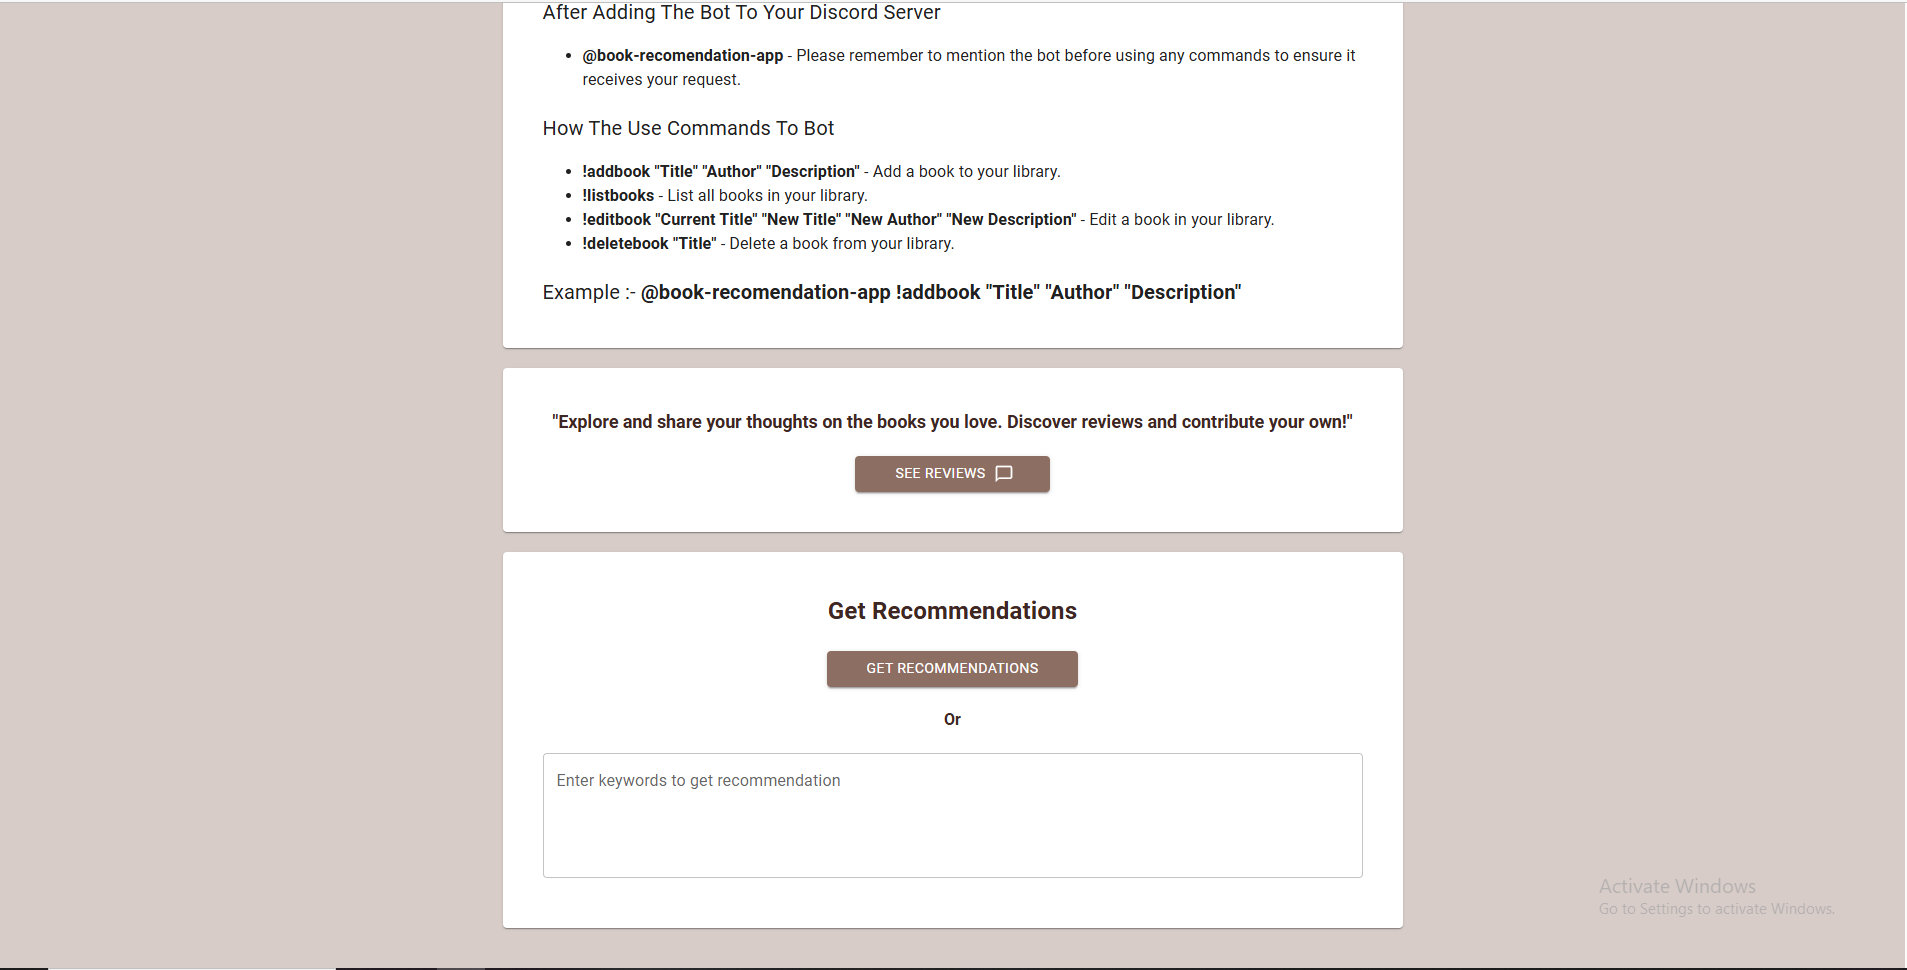 After Adding The Bot To Your Discord Server
• @book-recomendation-app - Please remember to mention the bot before using any commands to ensure it
receives your request.
How The Use Commands To Bot
• !addbook "Title" "Author" "Description" - Add a book to your library.
• !listbooks - List all books in your library.
• !editbook "Current Title" "New Title" "New Author" "New Description" - Edit a book in your library.
• !deletebook "Title" - Delete a book from your library.
Example :- @book-recomendation-app !addbook "Title" "Author" "Description"
"Explore and share your thoughts on the books you love. Discover reviews and contribute your own!"
SEE REVIEWS
Get Recommendations
GET RECOMMENDATIONS
Or
Enter keywords to get recommendation
Activate Windows
Go to Settings to activate Windows.